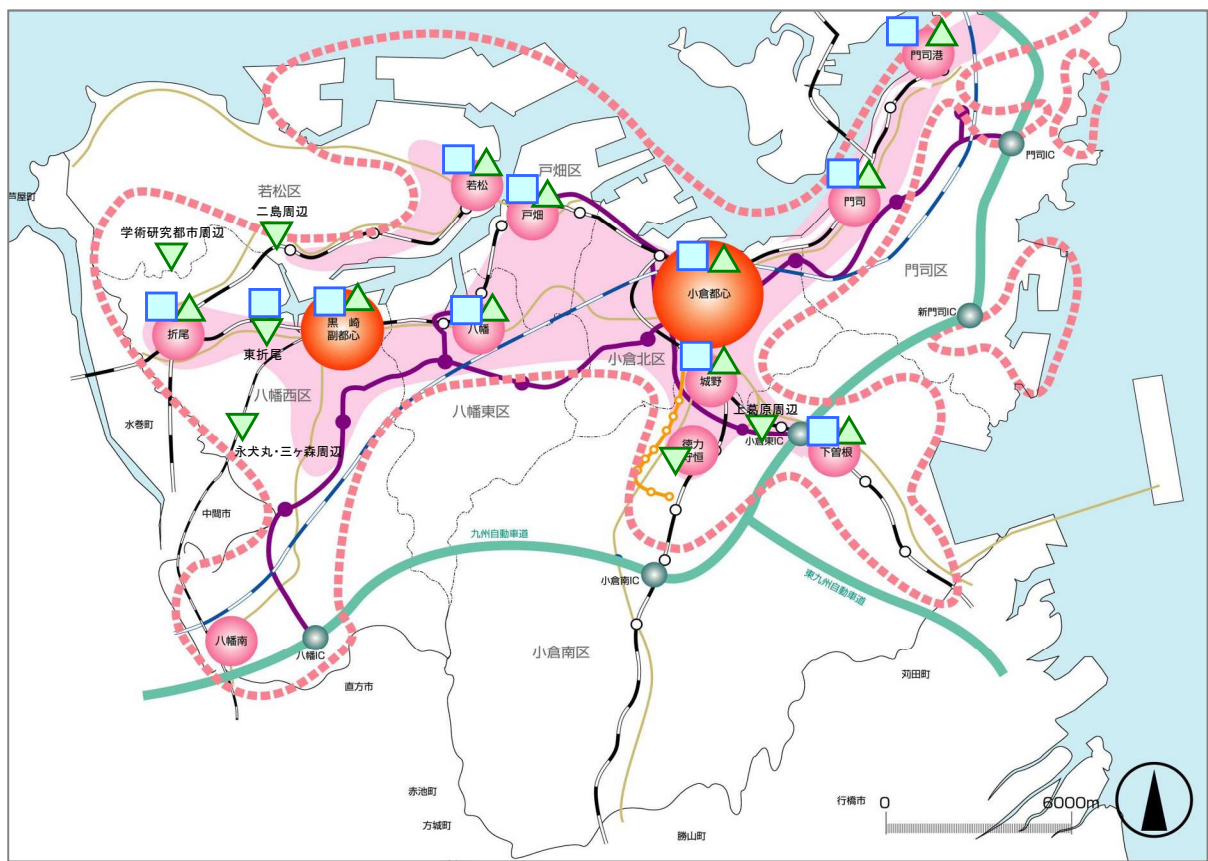 門司港
門司IC
戸畑区
若松
戸畑
門司
芦屋町
若松区
二島周辺
学術研究都市周辺
門司区
小倉都心
新門司IC
折尾
東折尾
黒　崎
副都心
八幡
小倉北区
城野
八幡西区
八幡東区
上葛原周辺
水巻町
小倉東IC
下曽根
徳力
守恒
永犬丸・三ヶ森周辺
中間市
九州自動車道
小倉南IC
東九州自動車道
八幡南
八幡IC
小倉南区
直方市
苅田町
赤池町
行橋市
0
6000m
方城町
勝山町